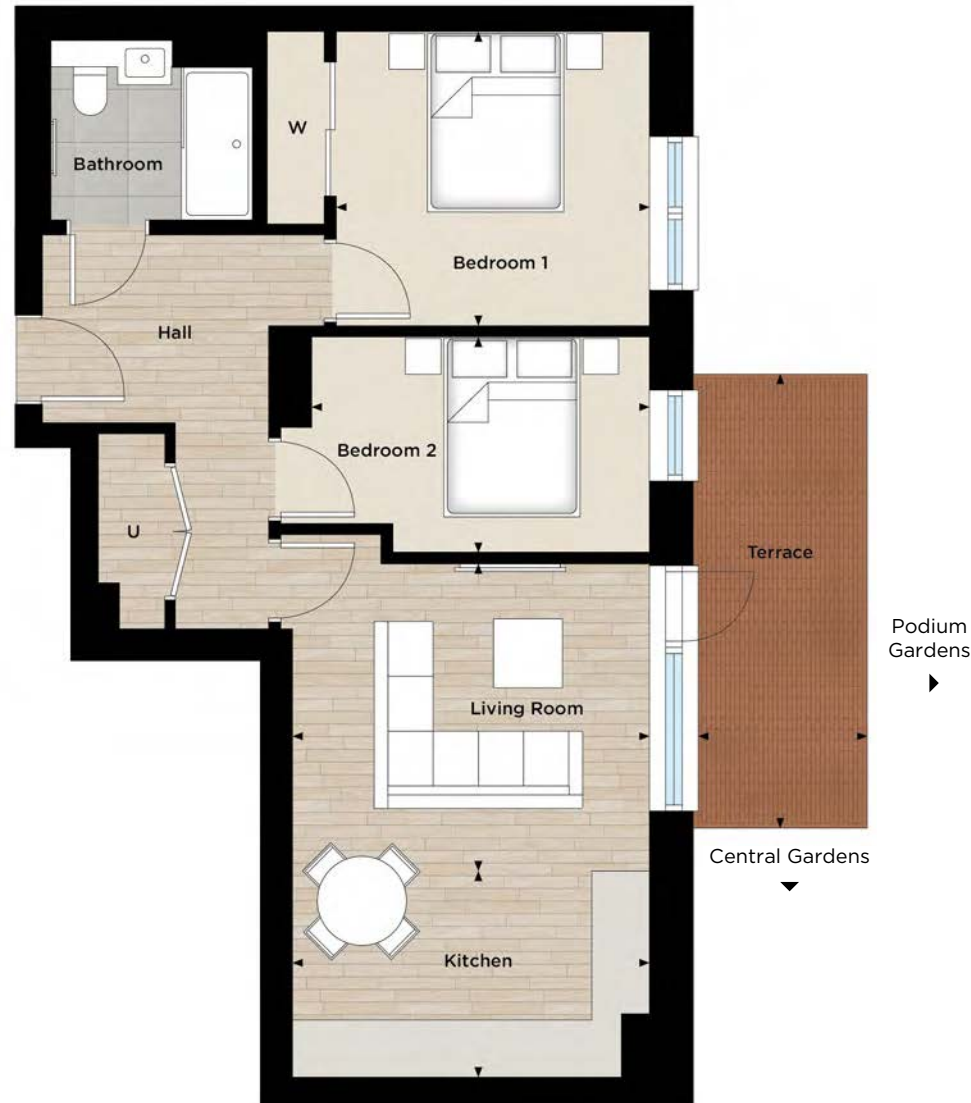 W
Bathroom
Bedroom 1
Hall
Bedroom 2
U
Terrace
Podium
Gardens
Living Room
Central Gardens
Kitchen